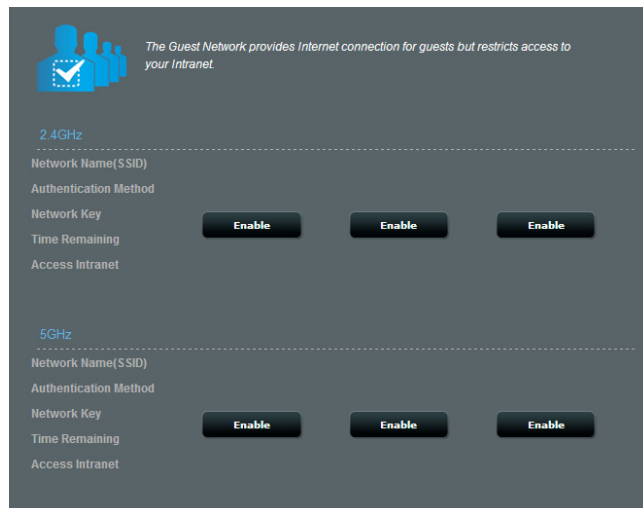 The Guest Network provides Internet connection for guests but restricts access to
your Intranet.
2.4GHz
Network Name(SSID)
Authentication Method
Network Key
Time Remaining
Access Intranet
Enable Enable Enable
5GHz
Network Name(SSID)
Authentication Method
Network Key
Time Remaining
Access Intranet
Enable Enable Enable